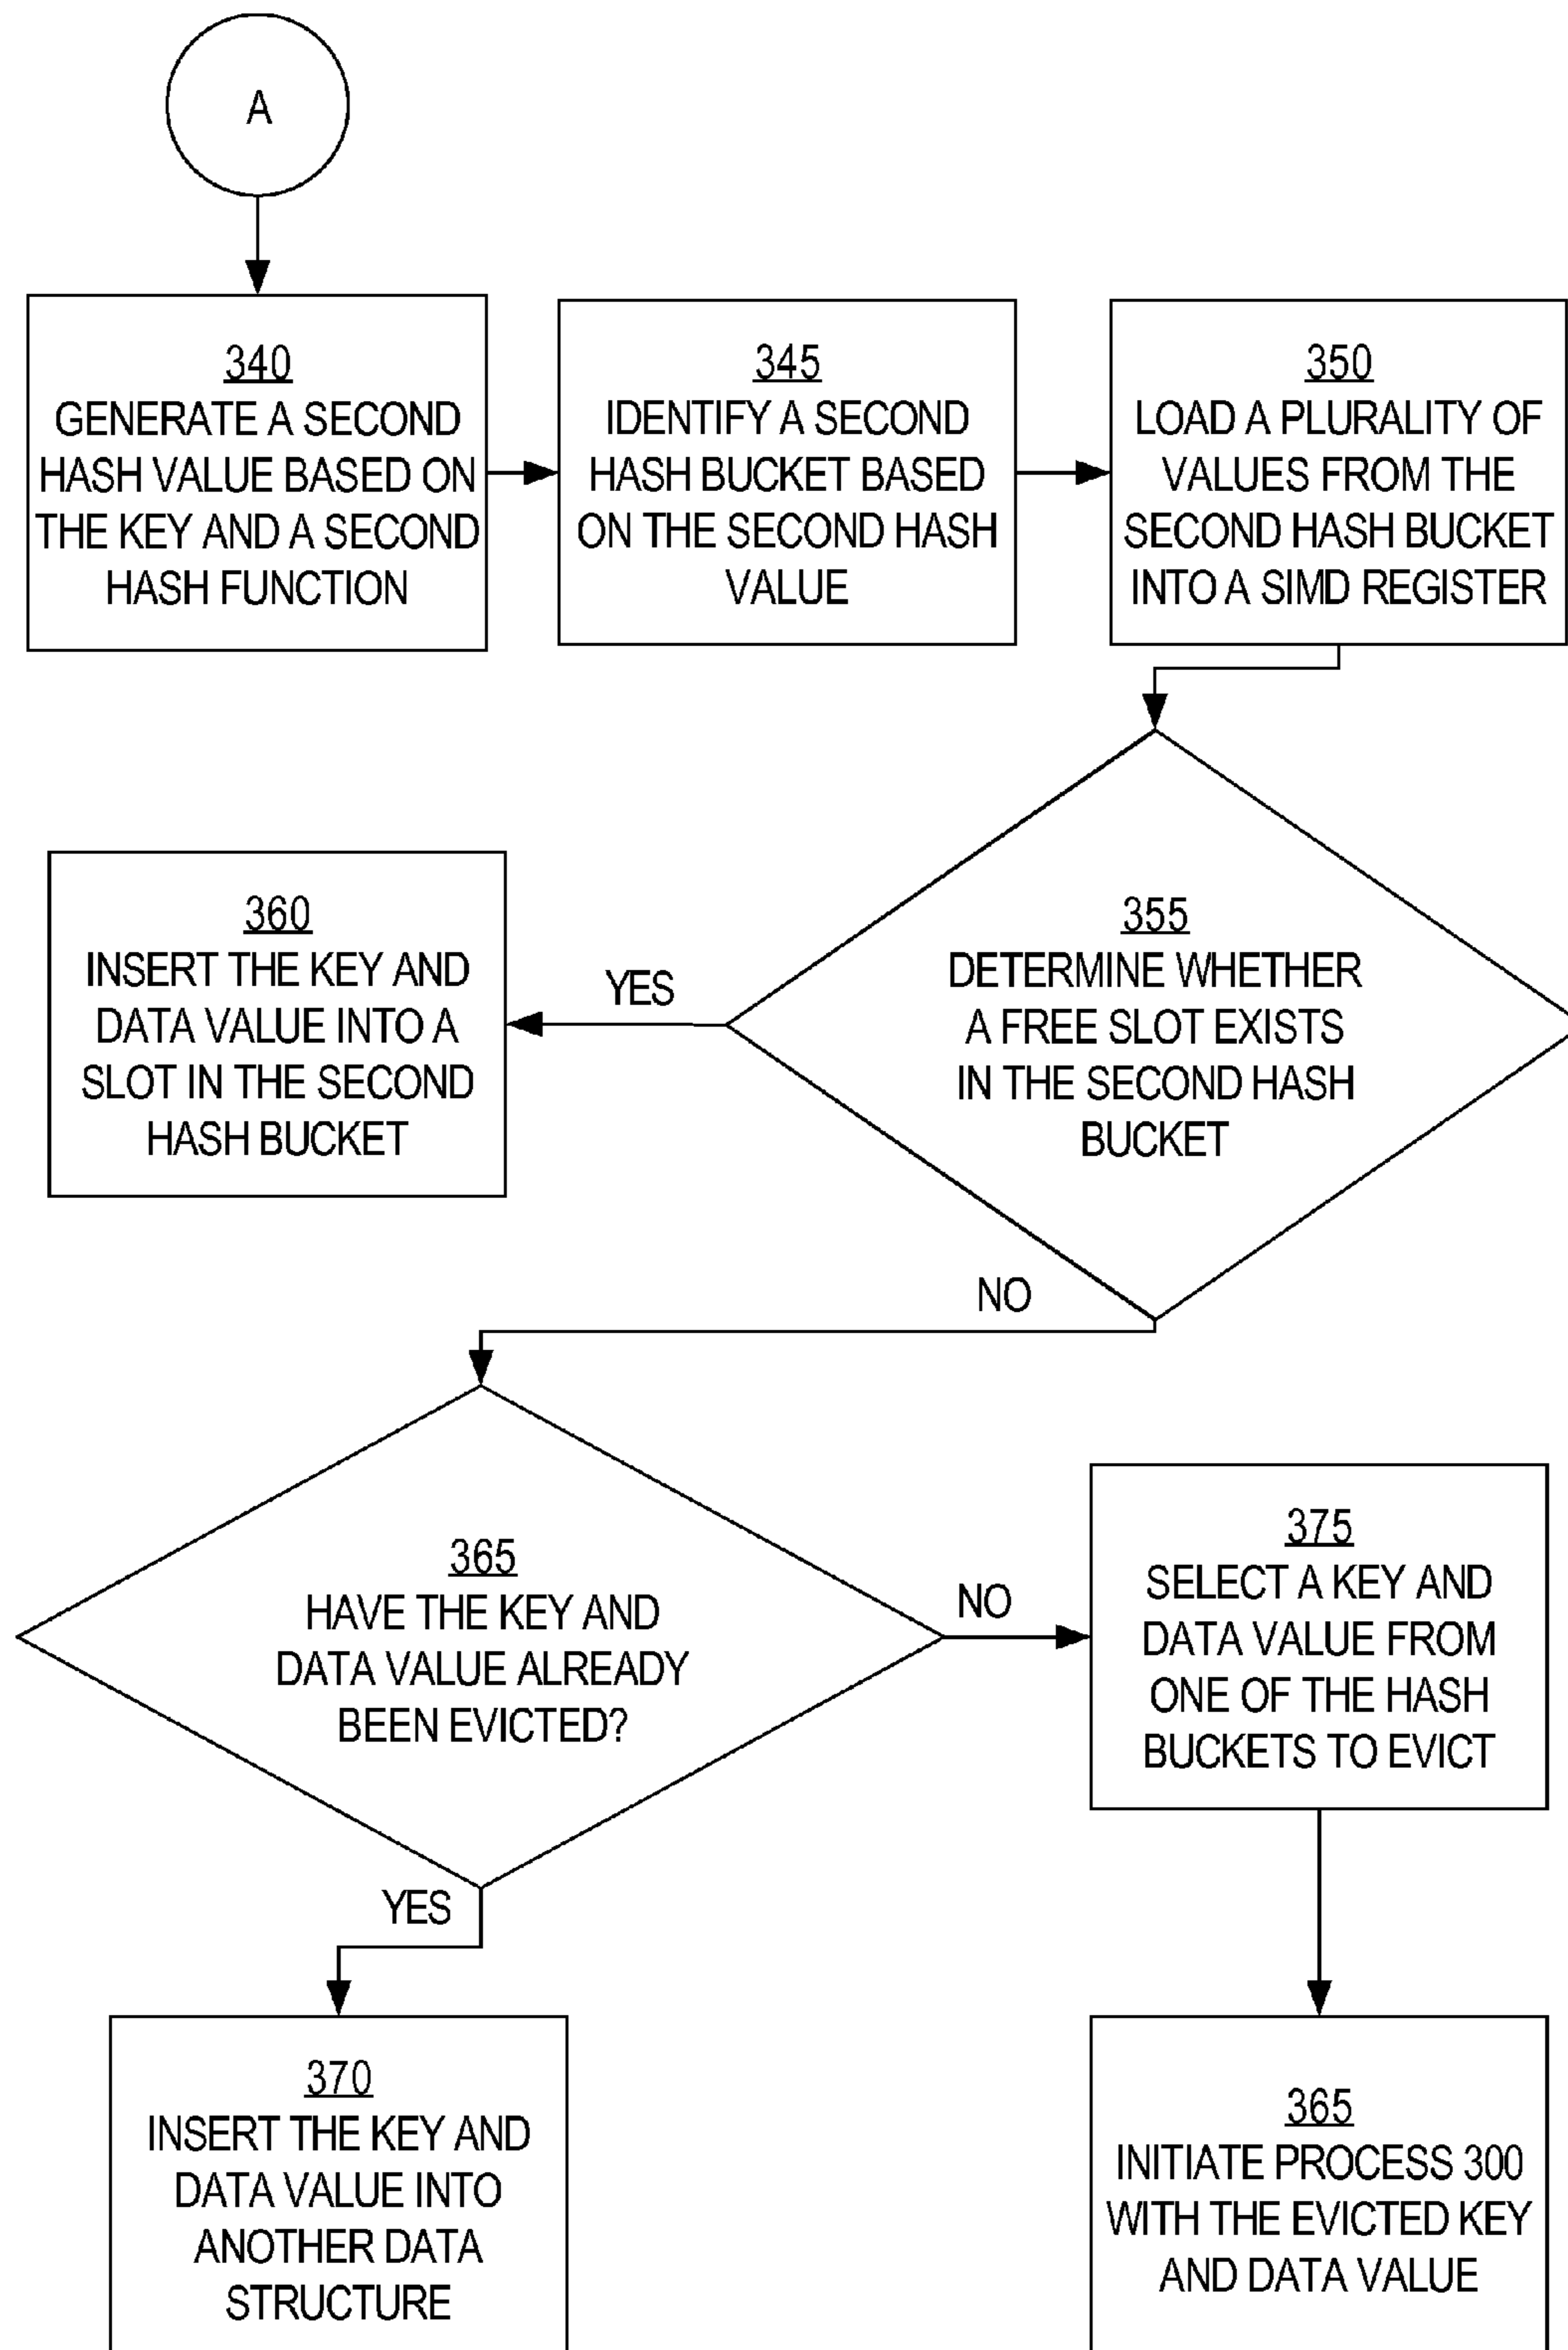 A
340
GENERATE A SECOND
HASH VALUE BASED ON
THE KEY AND A SECOND
HASH FUNCTION
345
IDENTIFY A SECOND
HASH BUCKET BASED
ON THE SECOND HASH
VALUE
350
LOAD A PLURALITY OF
VALUES FROM THE
SECOND HASH BUCKET
INTO A SIMD REGISTER
355
DETERMINE WHETHER
A FREE SLOT EXISTS
IN THE SECOND HASH
BUCKET
YES
360
INSERT THE KEY AND
DATA VALUE INTO A
SLOT IN THE SECOND
HASH BUCKET
NO
365
HAVE THE KEY AND
DATA VALUE ALREADY
BEEN EVICTED?
NO
375
SELECT A KEY AND
DATA VALUE FROM
ONE OF THE HASH
BUCKETS TO EVICT
YES
370
INSERT THE KEY AND
DATA VALUE INTO
ANOTHER DATA
STRUCTURE
365
INITIATE PROCESS 300
WITH THE EVICTED KEY
AND DATA VALUE